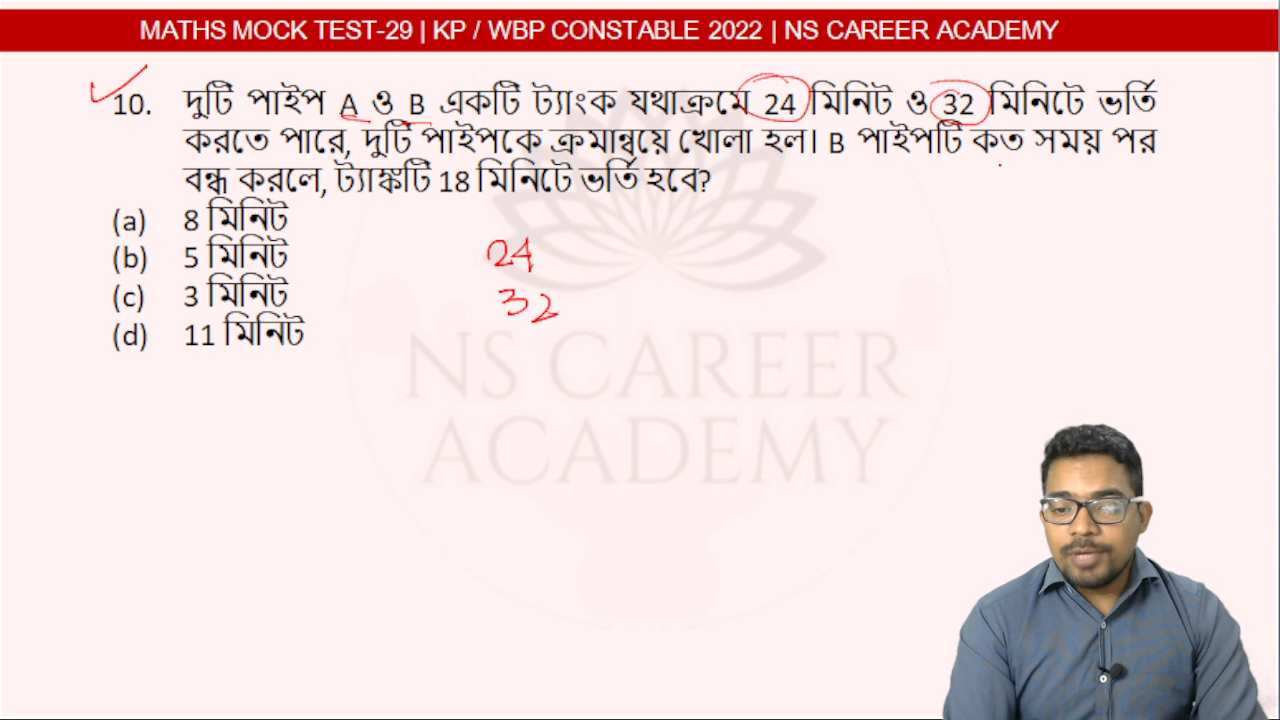 MATHS MOCK TEST-29 | KP / WBP CONSTABLE 2022 | NS CAREER ACADEMY
10. দুটি পাইপ A ও B একটি ট্যাংক যথাক্রমে 24 মিনিট ও 32 মিনিটে ভর্তি
করতে পারে, দুটি পাইপকে ক্রমান্বয়ে খোলা হল। B পাইপটি কত সময় পর
বন্ধ করলে, ট্যাঙ্কটি 18 মিনিটে ভর্তি হবে?
(a) 8 মিনিট
(b) 5 মিনিট
(c) 3 মিনিট
(d) 11 মিনিট
24
32
NS CAREER
ACADEMY